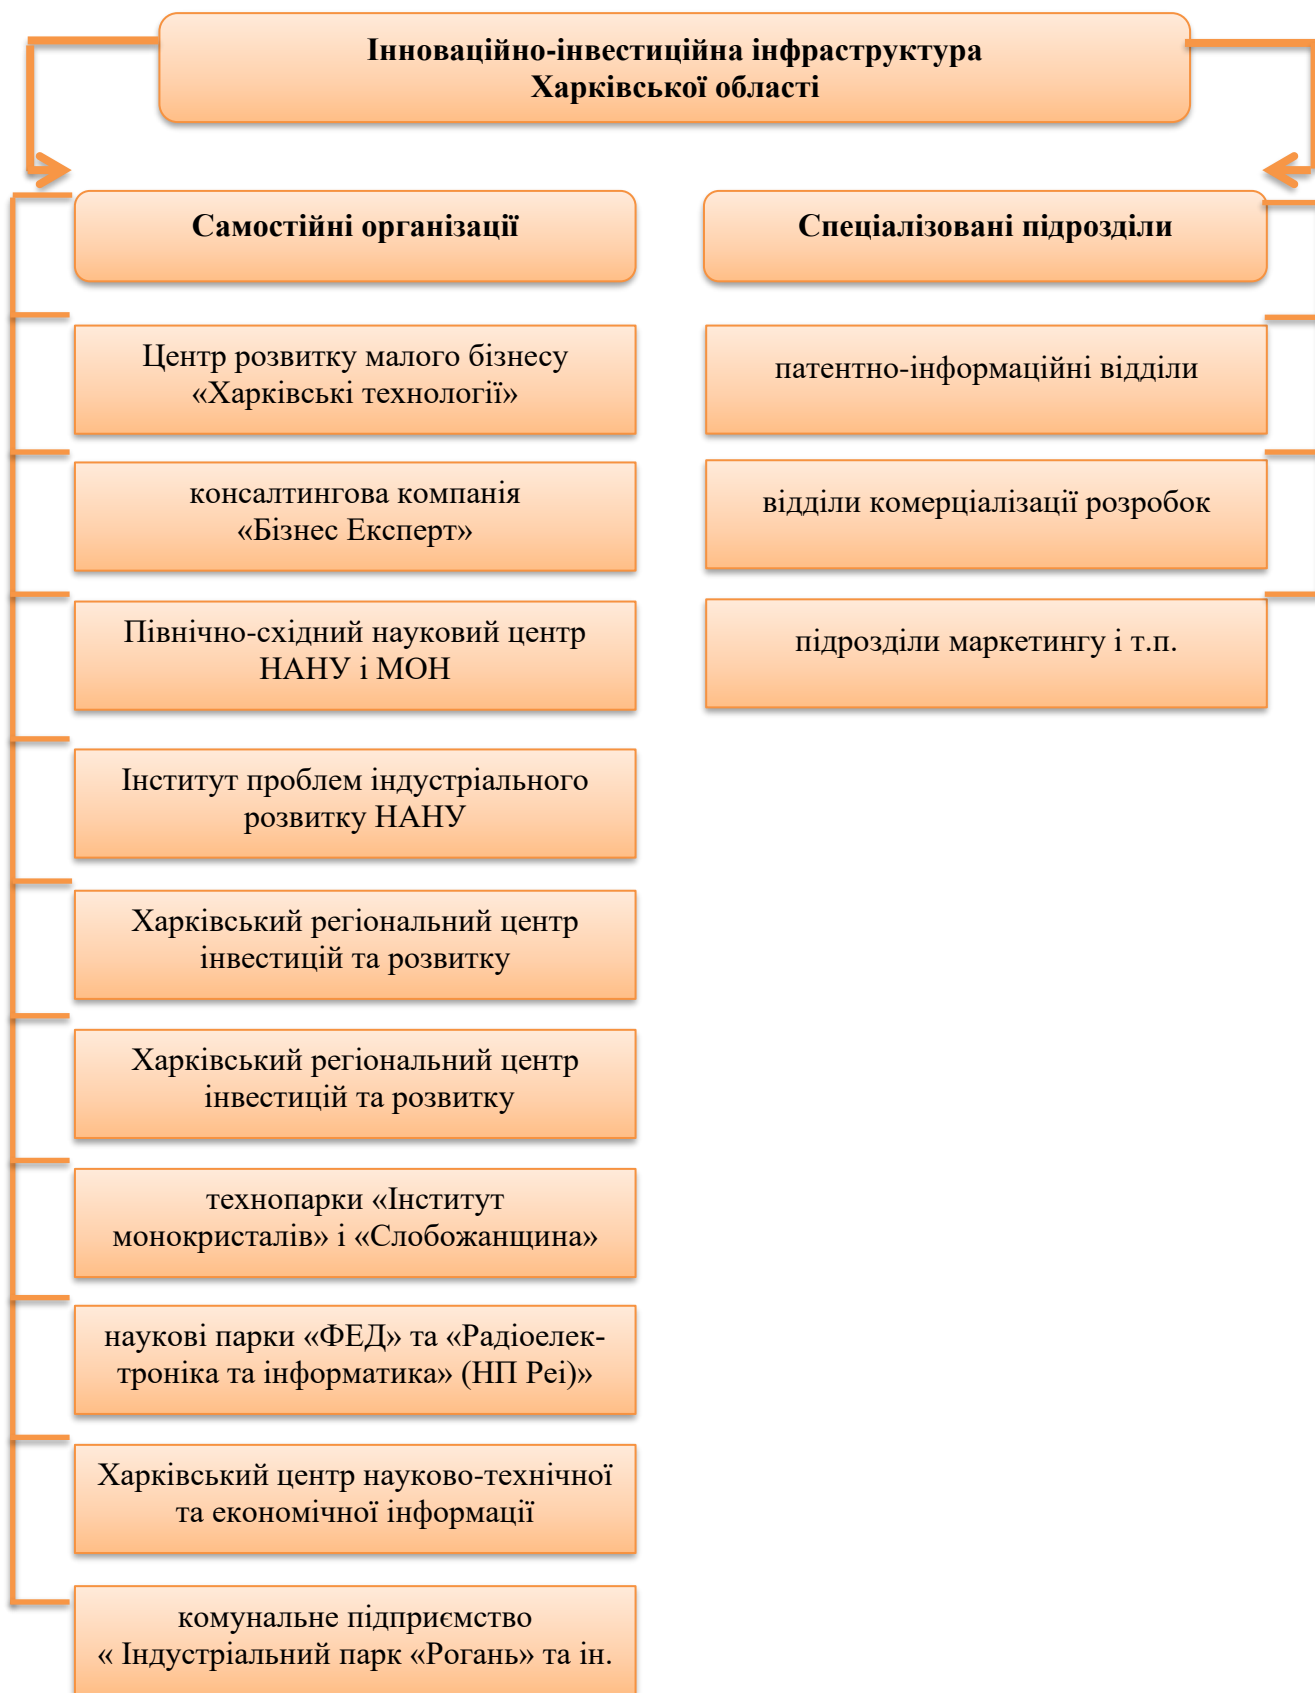 Інноваційно-інвестиційна інфраструктура
Харківської області
Самостійні організації
Центр розвитку малого бізнесу
«Харківські технології»
консалтингова компанія
«Бізнес Експерт»
Північно-східний науковий центр
НАНУ і МОН
Інститут проблем індустріального
розвитку НАНУ
Харківський регіональний центр
інвестицій та розвитку
Харківський регіональний центр
інвестицій та розвитку
технопарки «Інститут
монокристалів» і «Слобожанщина»
наукові парки «ФЕД» та «Радіоелек-
троніка та інформатика» (НП Реі)»
Харківський центр науково-технічної
та економічної інформації
комунальне підприємство
« Індустріальний парк «Рогань» та ін.
Спеціалізовані підрозділи
патентно-інформаційні відділи
відділи комерціалізації розробок
підрозділи маркетингу і т.п.